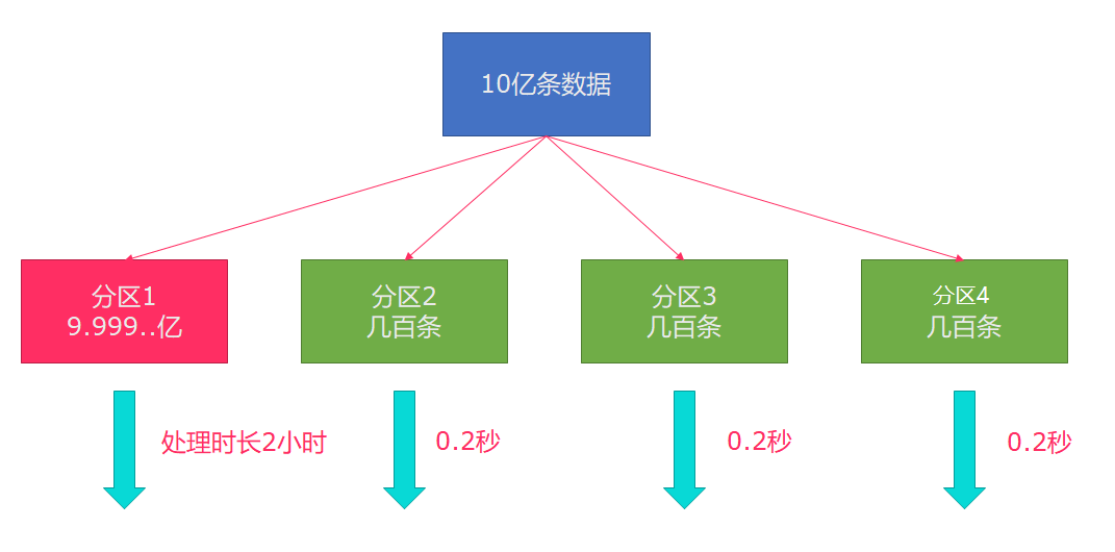 10亿条数据
分区1
9.999..亿
分区2
几百条
分区3
几百条
分区4
几百条
处理时长2小时
0.2秒
0.2秒
0.2秒